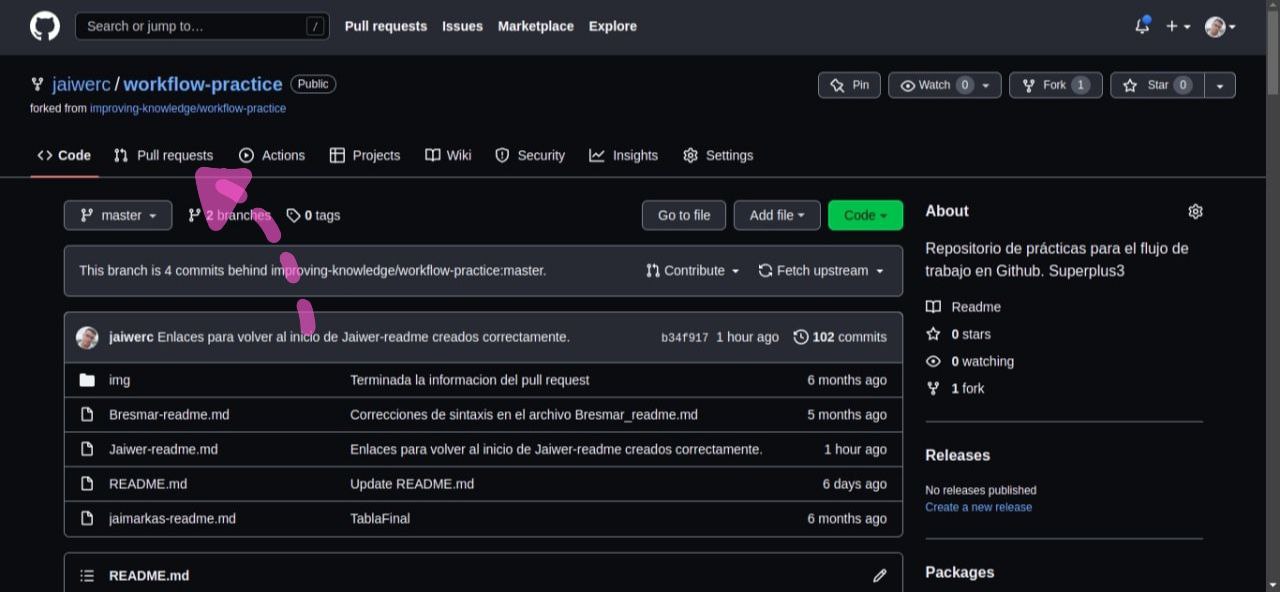 Search or jump to… /
Pull requests Issues Marketplace Explore
jaiwerc / workflow-practice Public
forked from improving-knowledge/workflow-practice
Pin Watch 0 Fork 1 Star 0
Code Pull requests Actions Projects Wiki Security Insights Settings
master 2 branches 0 tags Go to file Add file Code
This branch is 4 commits behind improving-knowledge/workflow-practice:master. Contribute Fetch upstream
jaiwerc Enlaces para volver al inicio de Jaiwer-readme creados correctamente. b34f917 1 hour ago 102 commits
img Terminada la informacion del pull request 6 months ago
Bresmar-readme.md Correcciones de sintaxis en el archivo Bresmar_readme.md 5 months ago
Jaiwer-readme.md Enlaces para volver al inicio de Jaiwer-readme creados correctamente. 1 hour ago
README.md Update README.md 6 days ago
jaimarkas-readme.md TablaFinal 6 months ago
README.md
About
Repositorio de prácticas para el flujo de
trabajo en Github. Superplus3
Readme
0 stars
0 watching
1 fork
Releases
No releases published
Create a new release
Packages